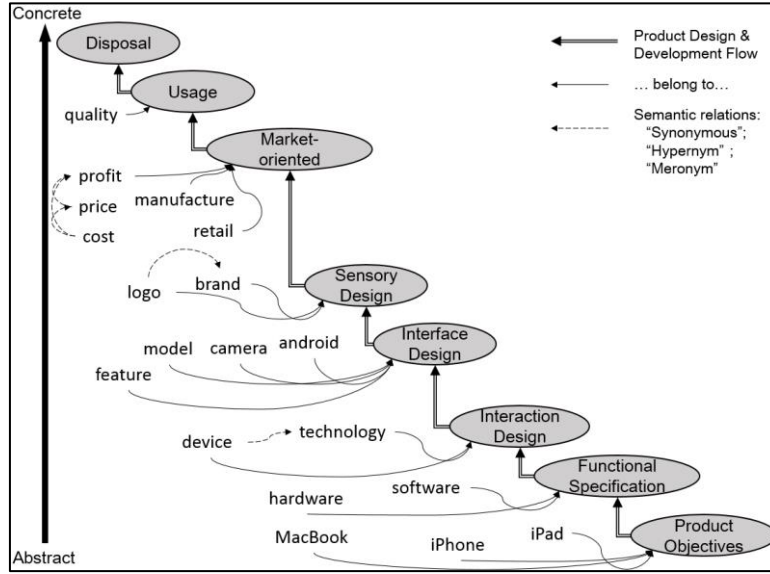 Concrete
Disposal
Product Design &
Development Flow
Usage
… belong to…
quality
Semantic relations:
“Synonymous”;
“Hypernym” ;
“Meronym”
Market-
oriented
profit
manufacture
price
retail
cost
Sensory
Design
brand
logo
Interface
Design
android
model
camera
feature
Interaction
Design
device
technology
Functional
Specification
software
hardware
Product
Objectives
MacBook
iPhone
iPad
Abstract